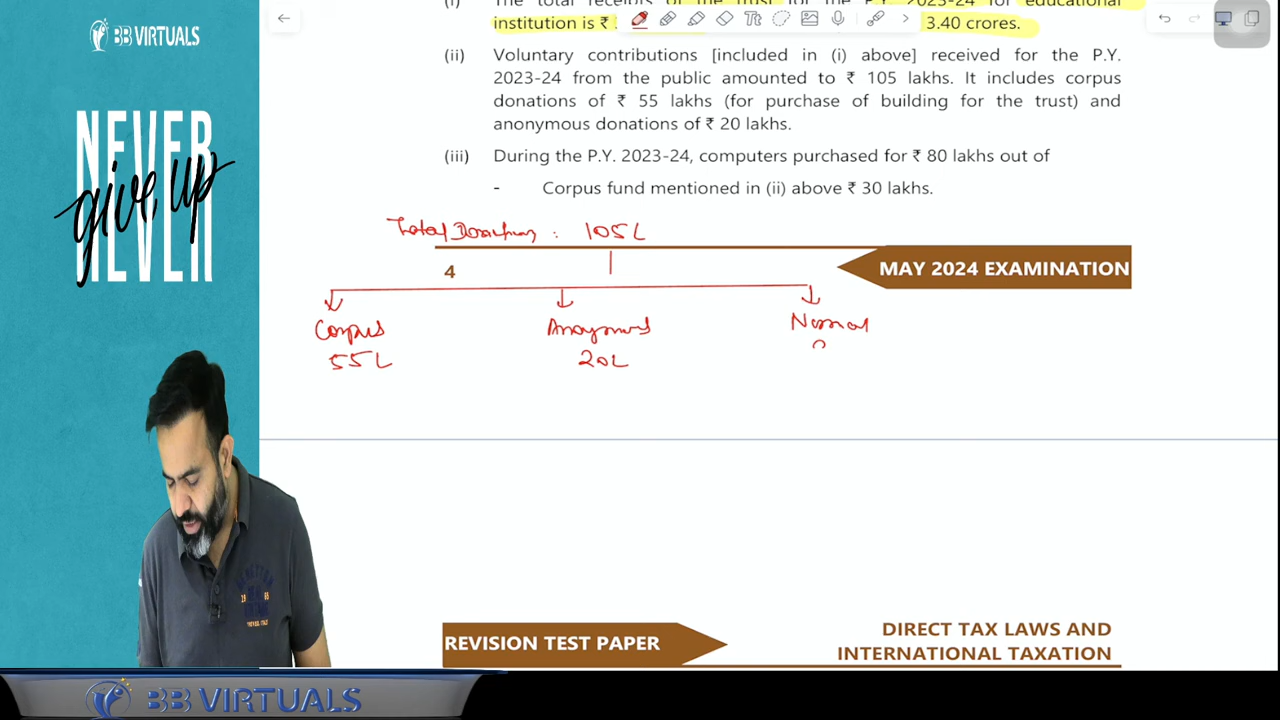 BB VIRTUALS
NEVER
give up
NEVER
(i) The total receipts of the Trust for the P.Y. 2023-24 for educational
institution is ₹ 3.40 crores.
(ii) Voluntary contributions [included in (i) above] received for the P.Y.
2023-24 from the public amounted to ₹ 105 lakhs. It includes corpus
donations of ₹ 55 lakhs (for purchase of building for the trust) and
anonymous donations of ₹ 20 lakhs.
(iii) During the P.Y. 2023-24, computers purchased for ₹ 80 lakhs out of
- Corpus fund mentioned in (ii) above ₹ 30 lakhs.
Total Donations : 105L
4
MAY 2024 EXAMINATION
Corpus Anonymous Normal
55L 20L
REVISION TEST PAPER
DIRECT TAX LAWS AND
INTERNATIONAL TAXATION
BB VIRTUALS